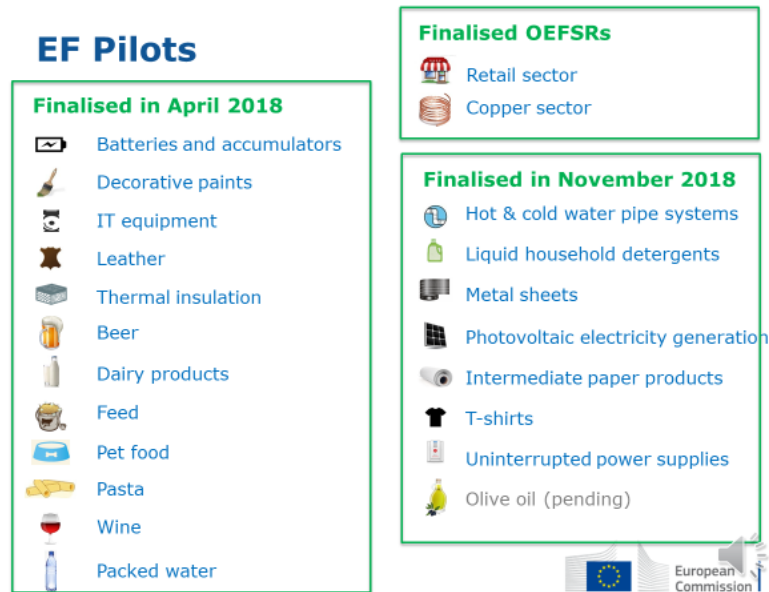 EF Pilots
Finalised in April 2018
Batteries and accumulators
Decorative paints
IT equipment
Leather
Thermal insulation
Beer
Dairy products
Feed
Pet food
Pasta
Wine
Packed water
Finalised OEFSRs
Retail sector
Copper sector
Finalised in November 2018
Hot & cold water pipe systems
Liquid household detergents
Metal sheets
Photovoltaic electricity generation
Intermediate paper products
T-shirts
Uninterrupted power supplies
Olive oil (pending)
European
Commission